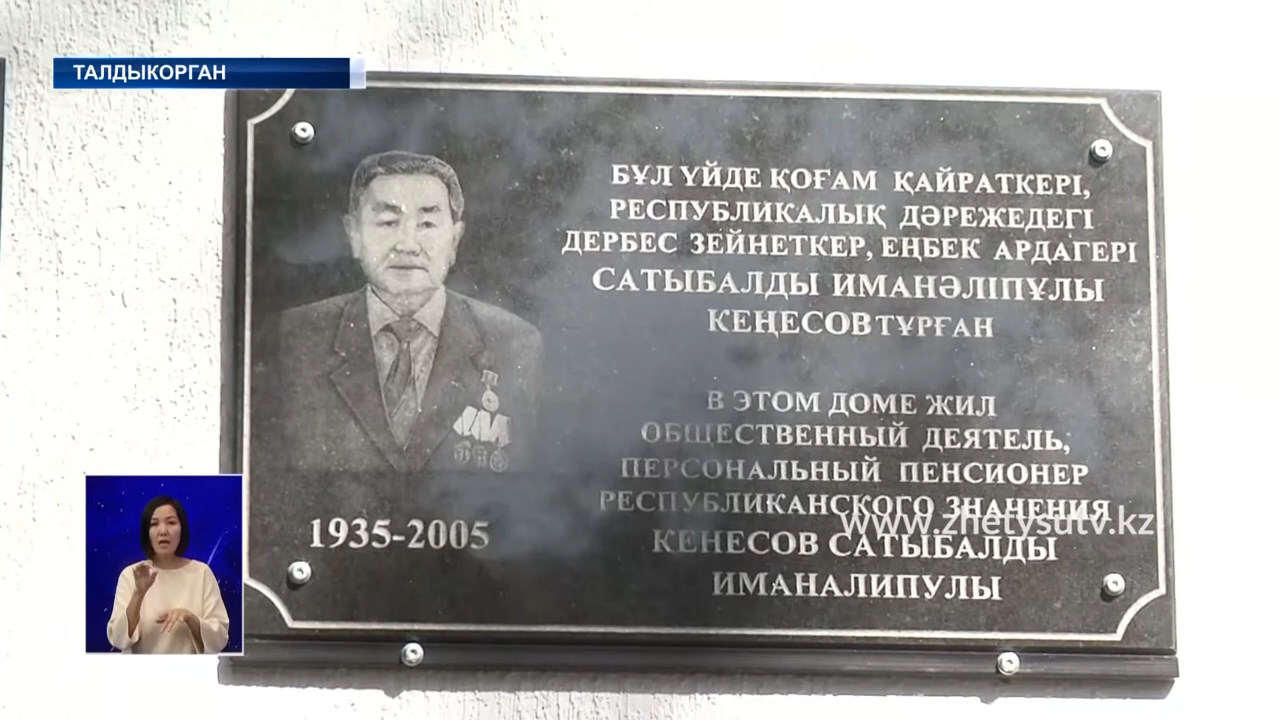 ТАЛДЫКОРГАН
БҰЛ ҮЙДЕ ҚОҒАМ ҚАЙРАТКЕРІ,
РЕСПУБЛИКАЛЫҚ ДӘРЕЖЕДЕГІ
ДЕРБЕС ЗЕЙНЕТКЕР, ЕҢБЕК АРДАГЕРІ
САТЫБАЛДЫ ИМАНӘЛІПҰЛЫ
КЕҢЕСОВ ТҰРҒАН
В ЭТОМ ДОМЕ ЖИЛ
ОБЩЕСТВЕННЫЙ ДЕЯТЕЛЬ,
ПЕРСОНАЛЬНЫЙ ПЕНСИОНЕР
РЕСПУБЛИКАНСКОГО ЗНАЧЕНИЯ
КЕНЕСОВ САТЫБАЛДЫ
ИМАНАЛИПУЛЫ
1935-2005
www.zhetysutv.kz